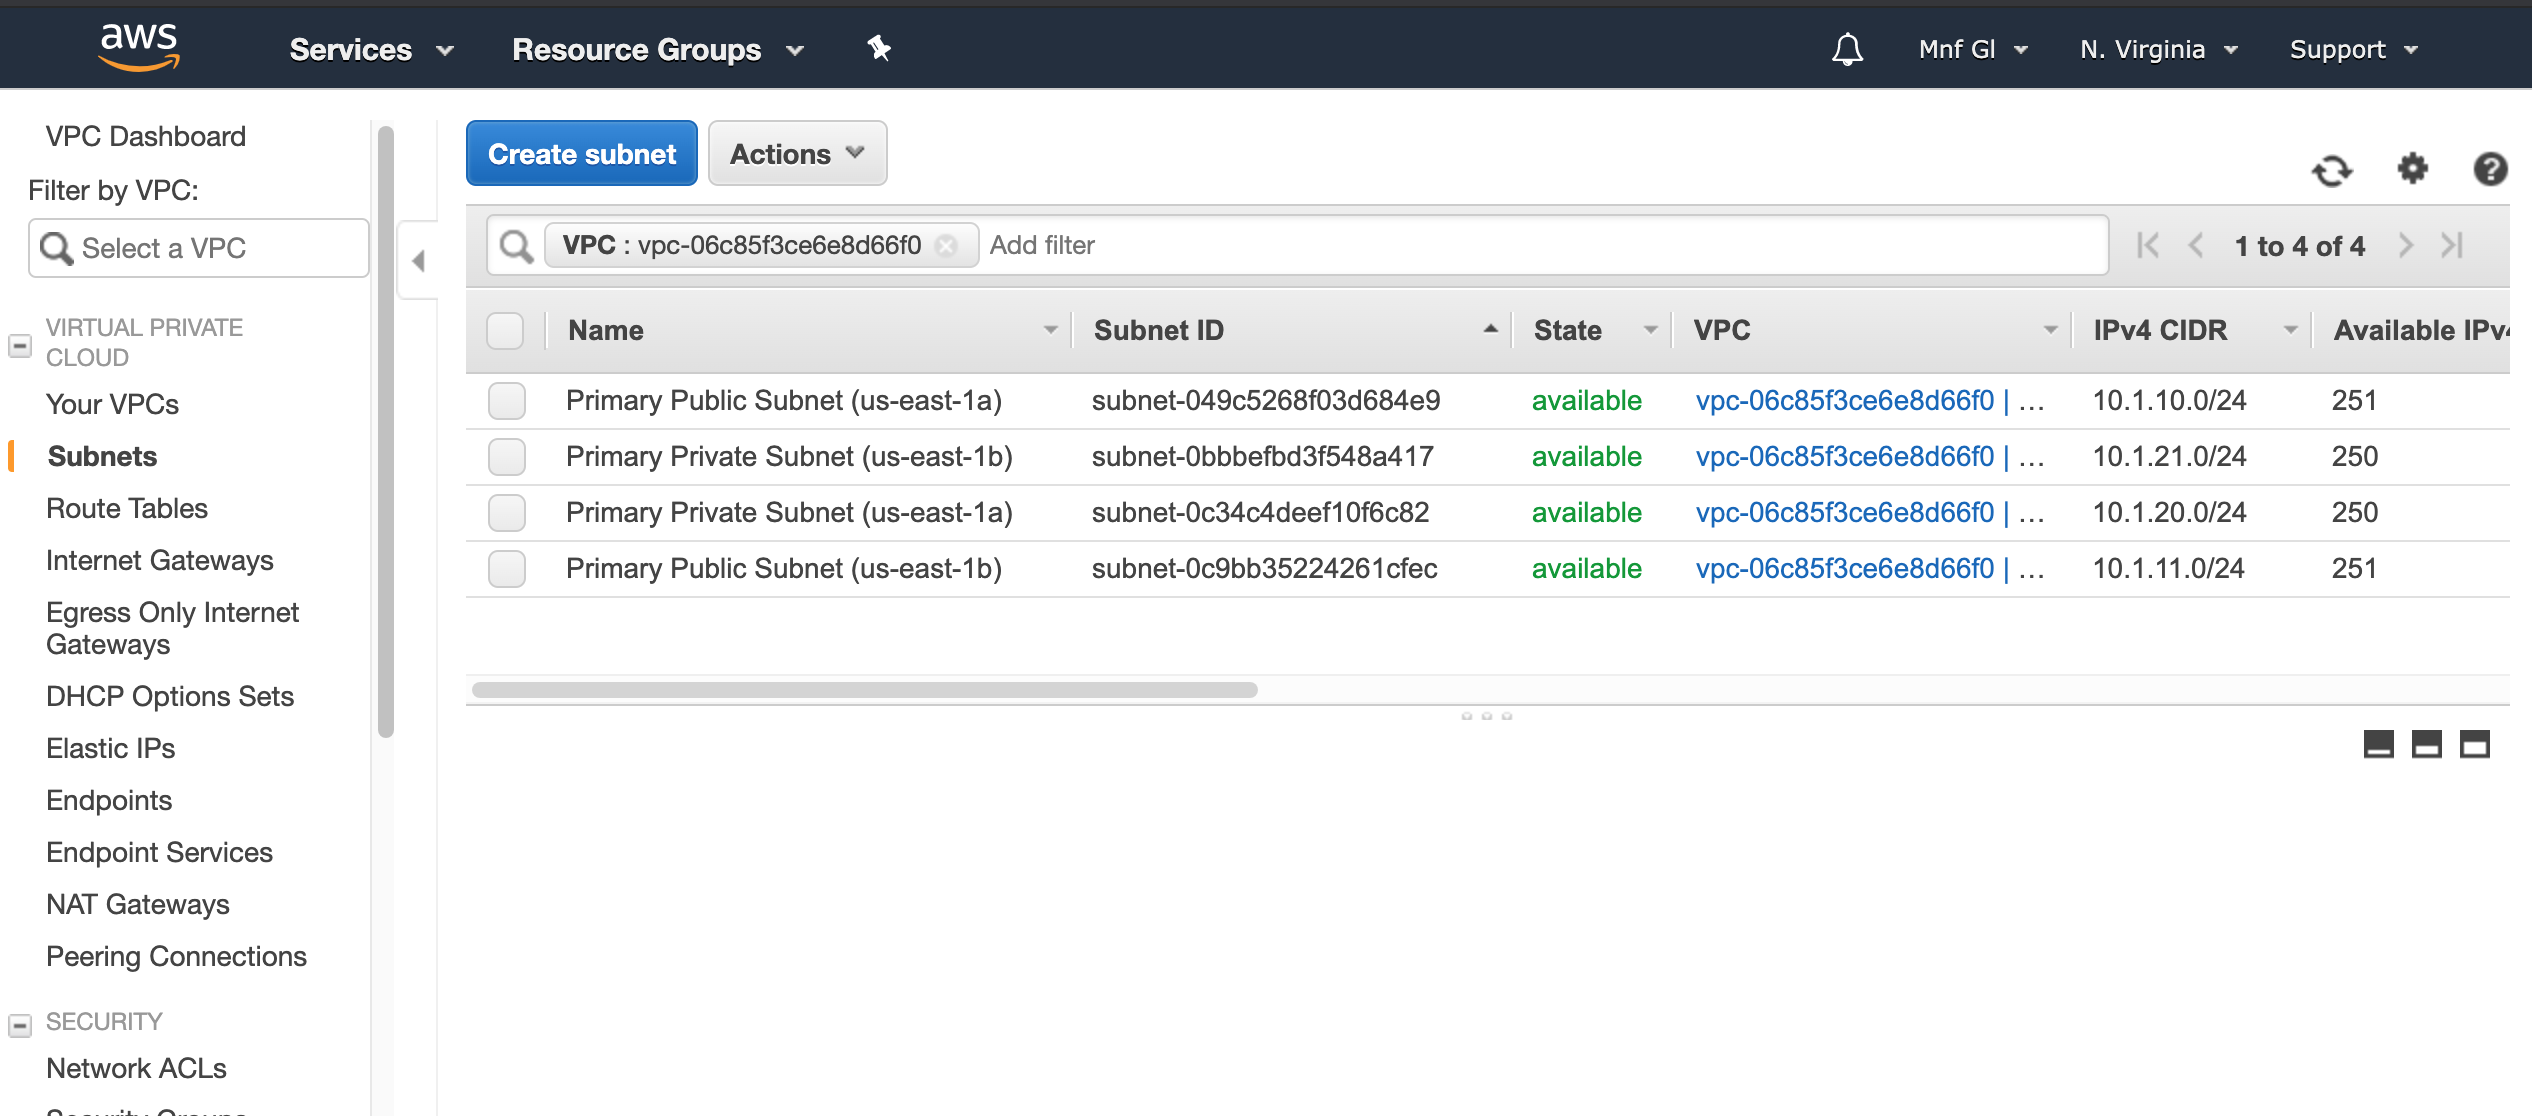 aws Services Resource Groups Mnf Gl N. Virginia Support
VPC Dashboard
Filter by VPC:
Select a VPC
VIRTUAL PRIVATE
CLOUD
Your VPCs
Subnets
Route Tables
Internet Gateways
Egress Only Internet
Gateways
DHCP Options Sets
Elastic IPs
Endpoints
Endpoint Services
NAT Gateways
Peering Connections
SECURITY
Network ACLs
Security Groups
Create subnet Actions
VPC : vpc-06c85f3ce6e8d66f0 Add filter 1 to 4 of 4
Name Subnet ID State VPC IPv4 CIDR Available IPv4
Primary Public Subnet (us-east-1a) subnet-049c5268f03d684e9 available vpc-06c85f3ce6e8d66f0 | ... 10.1.10.0/24 251
Primary Private Subnet (us-east-1b) subnet-0bbbefbd3f548a417 available vpc-06c85f3ce6e8d66f0 | ... 10.1.21.0/24 250
Primary Private Subnet (us-east-1a) subnet-0c34c4deef10f6c82 available vpc-06c85f3ce6e8d66f0 | ... 10.1.20.0/24 250
Primary Public Subnet (us-east-1b) subnet-0c9bb35224261cfec available vpc-06c85f3ce6e8d66f0 | ... 10.1.11.0/24 251